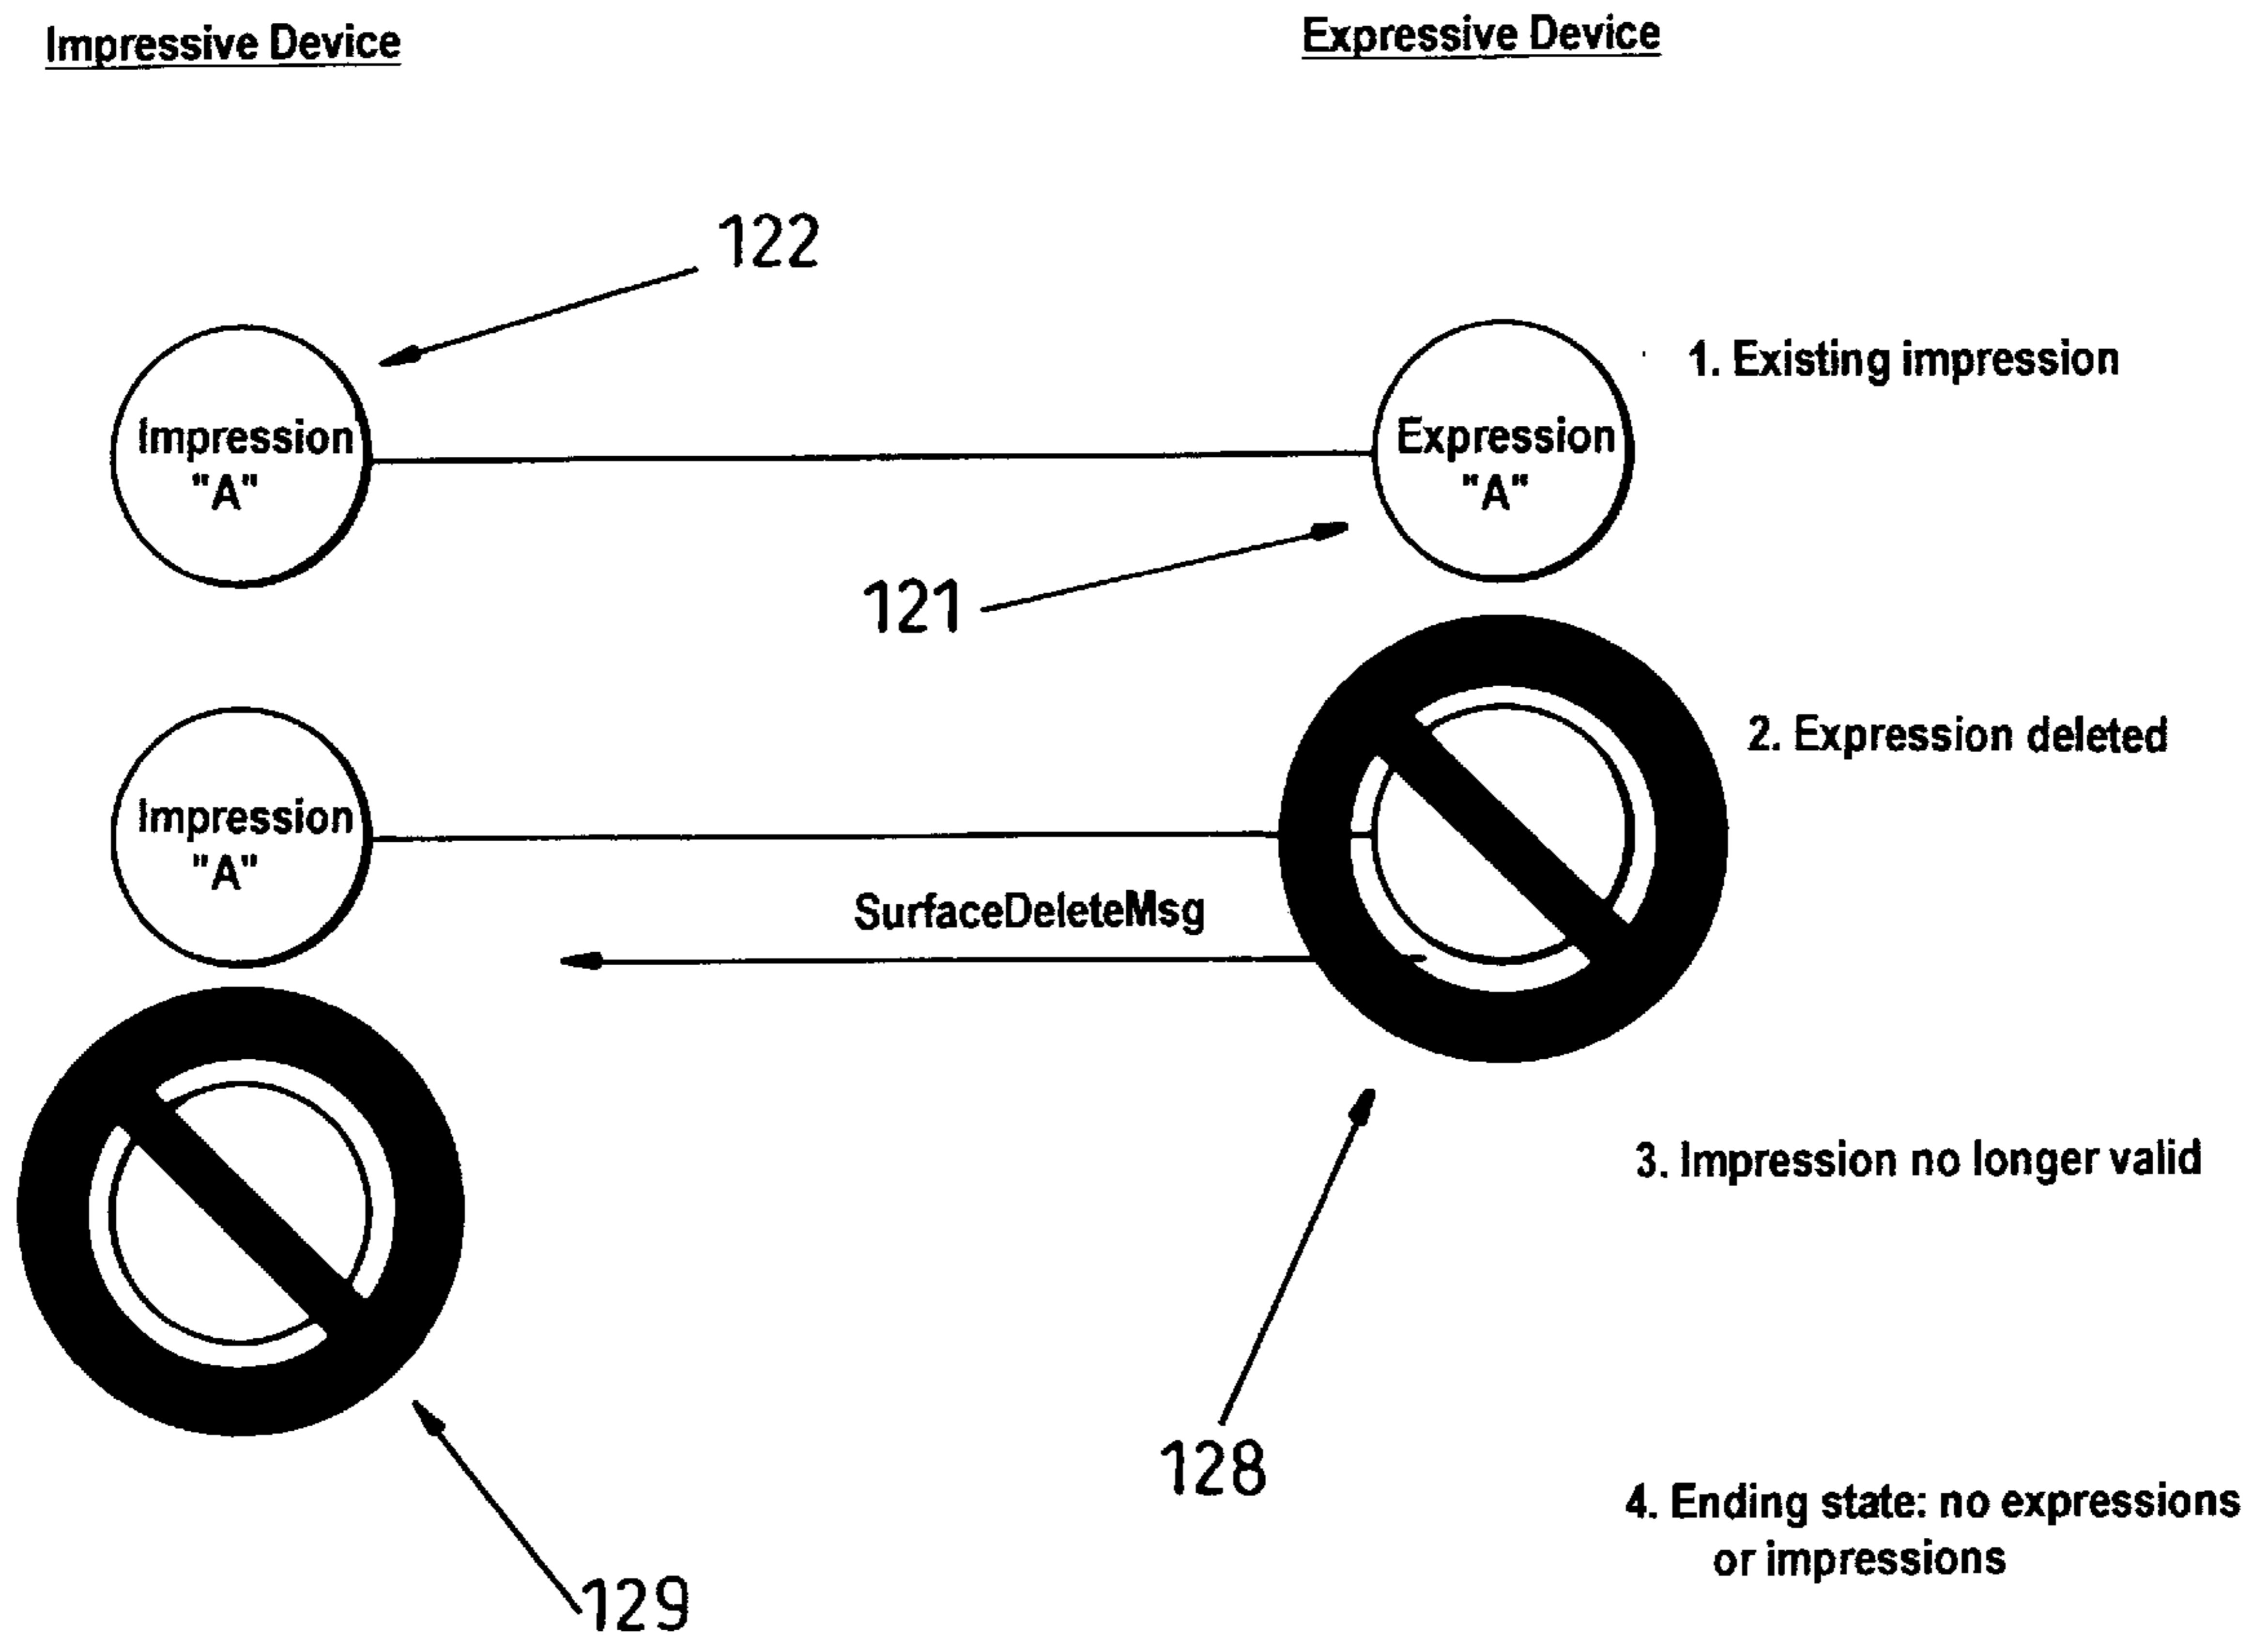 Impressive Device
Expressive Device
122
1. Existing impression
Impression
"A"
Expression
"A"
121
2. Expression deleted
Impression
"A"
SurfaceDeleteMsg
3. Impression no longer valid
128
4. Ending state: no expressions
or impressions
129